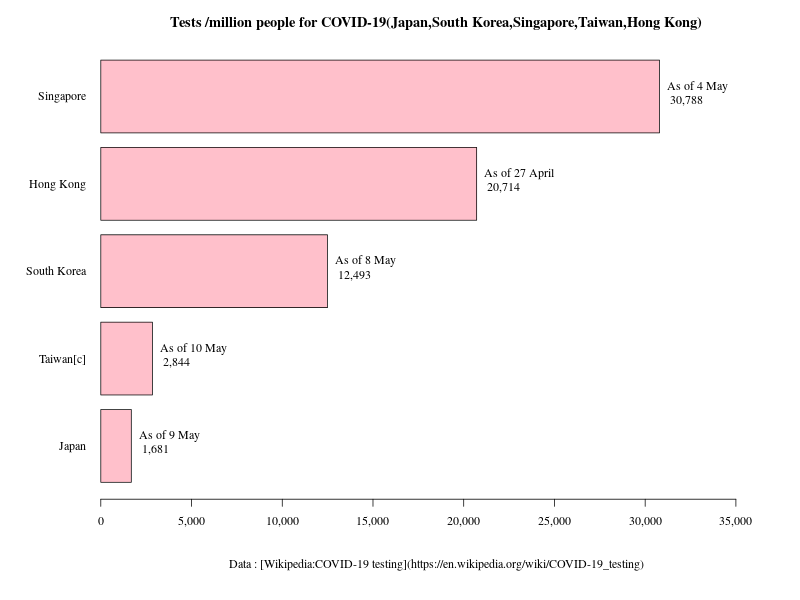 Tests /million people for COVID-19(Japan,South Korea,Singapore,Taiwan,Hong Kong)
Singapore
As of 4 May
30,788
Hong Kong
As of 27 April
20,714
South Korea
As of 8 May
12,493
Taiwan[c]
As of 10 May
2,844
Japan
As of 9 May
1,681
0 5,000 10,000 15,000 20,000 25,000 30,000 35,000
Data : [Wikipedia:COVID-19 testing](https://en.wikipedia.org/wiki/COVID-19_testing)